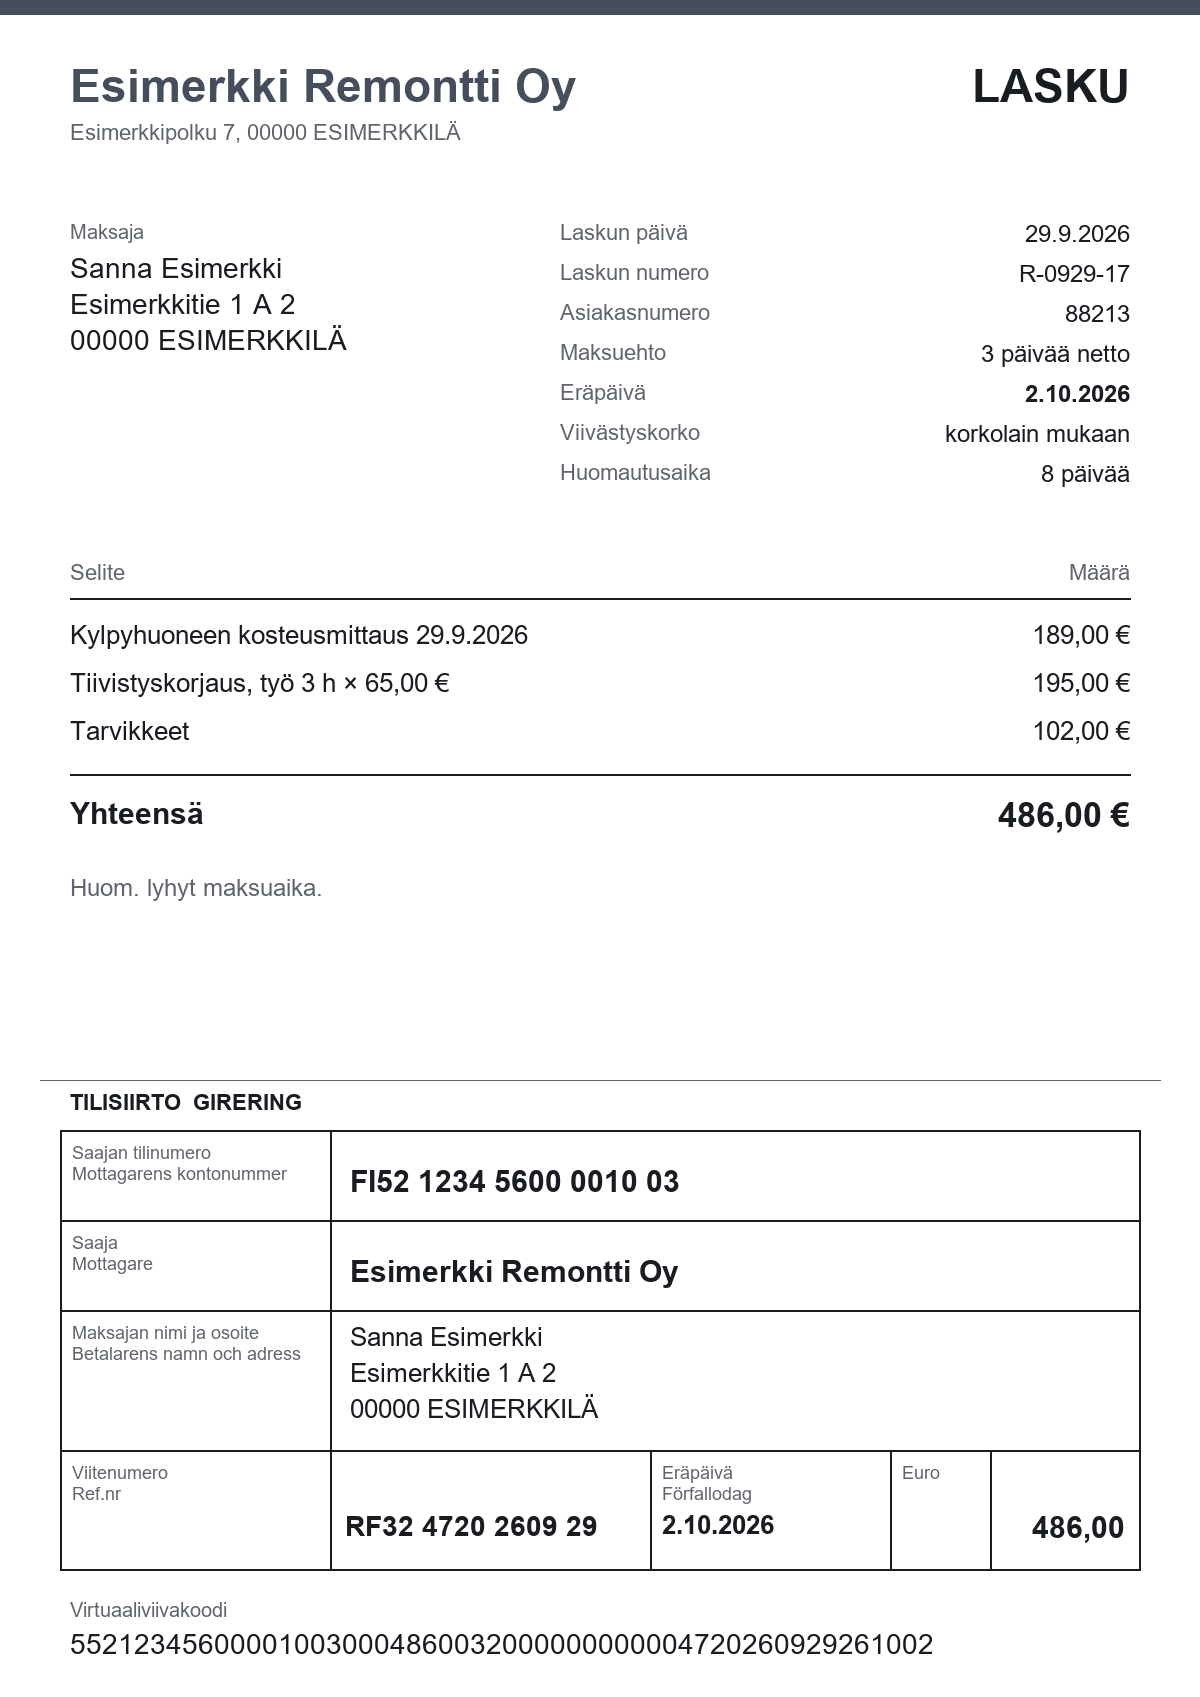 Esimerkki Remontti Oy
LASKU
Esimerkkipolku 7, 00000 ESIMERKKILÄ
Maksaja
Sanna Esimerkki
Esimerkkitie 1 A 2
00000 ESIMERKKILÄ
Laskun päivä 29.9.2026
Laskun numero R-0929-17
Asiakasnumero 88213
Maksuehto 3 päivää netto
Eräpäivä 2.10.2026
Viivästyskorko korkolain mukaan
Huomautusaika 8 päivää
Selite Määrä
Kylpyhuoneen kosteusmittaus 29.9.2026 189,00 €
Tiivistyskorjaus, työ 3 h × 65,00 € 195,00 €
Tarvikkeet 102,00 €
Yhteensä 486,00 €
Huom. lyhyt maksuaika.
TILISIIRTO GIRERING
Saajan tilinumero
Mottagarens kontonummer
FI52 1234 5600 0010 03
Saaja
Mottagare
Esimerkki Remontti Oy
Maksajan nimi ja osoite
Betalarens namn och adress
Sanna Esimerkki
Esimerkkitie 1 A 2
00000 ESIMERKKILÄ
Viitenumero
Ref.nr
RF32 4720 2609 29
Eräpäivä
Förfallodag
2.10.2026
Euro
486,00
Virtuaaliviivakoodi
552123456000010030004860032000000000004720260929261002